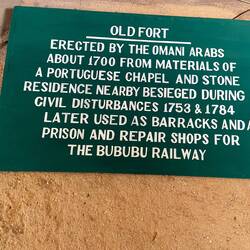 OLD FORT
ERECTED BY THE OMANI ARABS
ABOUT 1700 FROM MATERIALS OF
A PORTUGUESE CHAPEL AND STONE
RESIDENCE NEARBY BESIEGED DURING
CIVIL DISTURBANCES 1753 & 1784
LATER USED AS BARRACKS AND A
PRISON AND REPAIR SHOPS FOR
THE BUBUBU RAILWAY